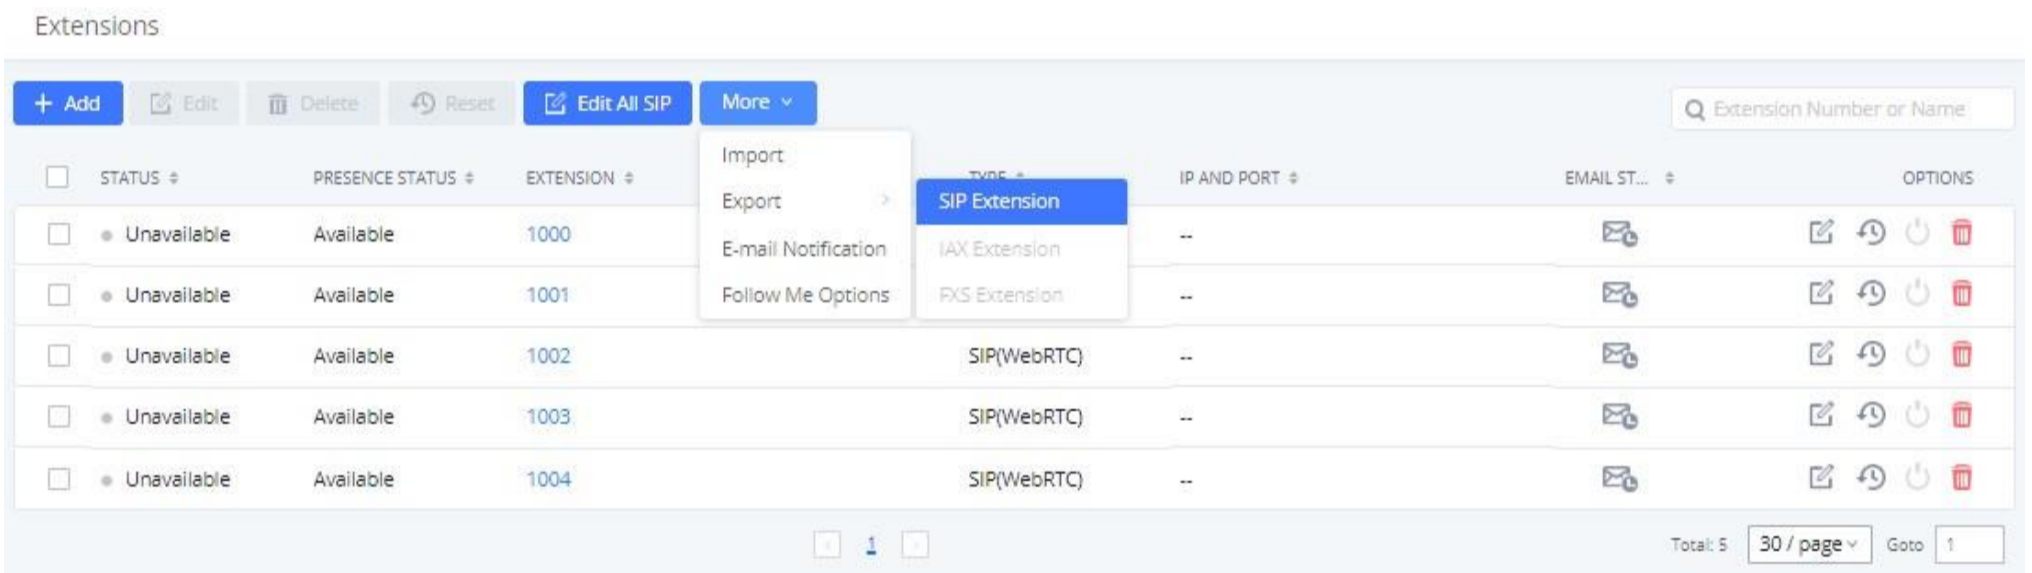 Extensions
+ Add Edit Delete Reset Edit All SIP More Extension Number or Name
Import
STATUS PRESENCE STATUS EXTENSION TYPE IP AND PORT EMAIL ST... OPTIONS
Export > SIP Extension
Unavailable Available 1000 --
E-mail Notification IAX Extension
Unavailable Available 1001 Follow Me Options FXS Extension --
Unavailable Available 1002 SIP(WebRTC) --
Unavailable Available 1003 SIP(WebRTC) --
Unavailable Available 1004 SIP(WebRTC) --
< 1 > Total: 5 30 / page Goto 1